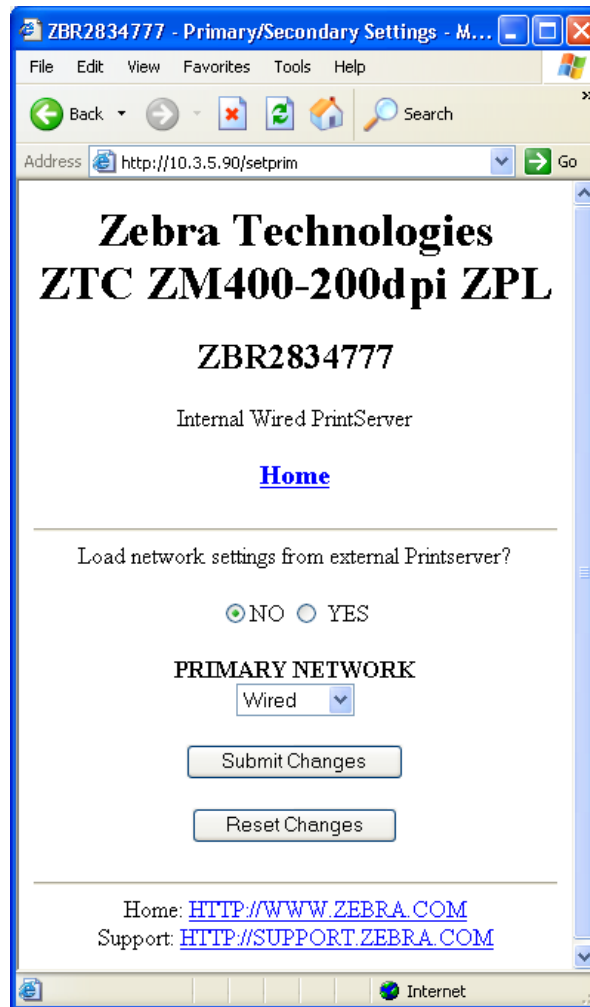 ZBR2834777 - Primary/Secondary Settings - M...
File Edit View Favorites Tools Help
Back Search »
Address http://10.3.5.90/setprim Go
Zebra Technologies
ZTC ZM400-200dpi ZPL
ZBR2834777
Internal Wired PrintServer
Home
Load network settings from external Printserver?
NO YES
PRIMARY NETWORK
Wired
Submit Changes
Reset Changes
Home: HTTP://WWW.ZEBRA.COM
Support: HTTP://SUPPORT.ZEBRA.COM
Internet